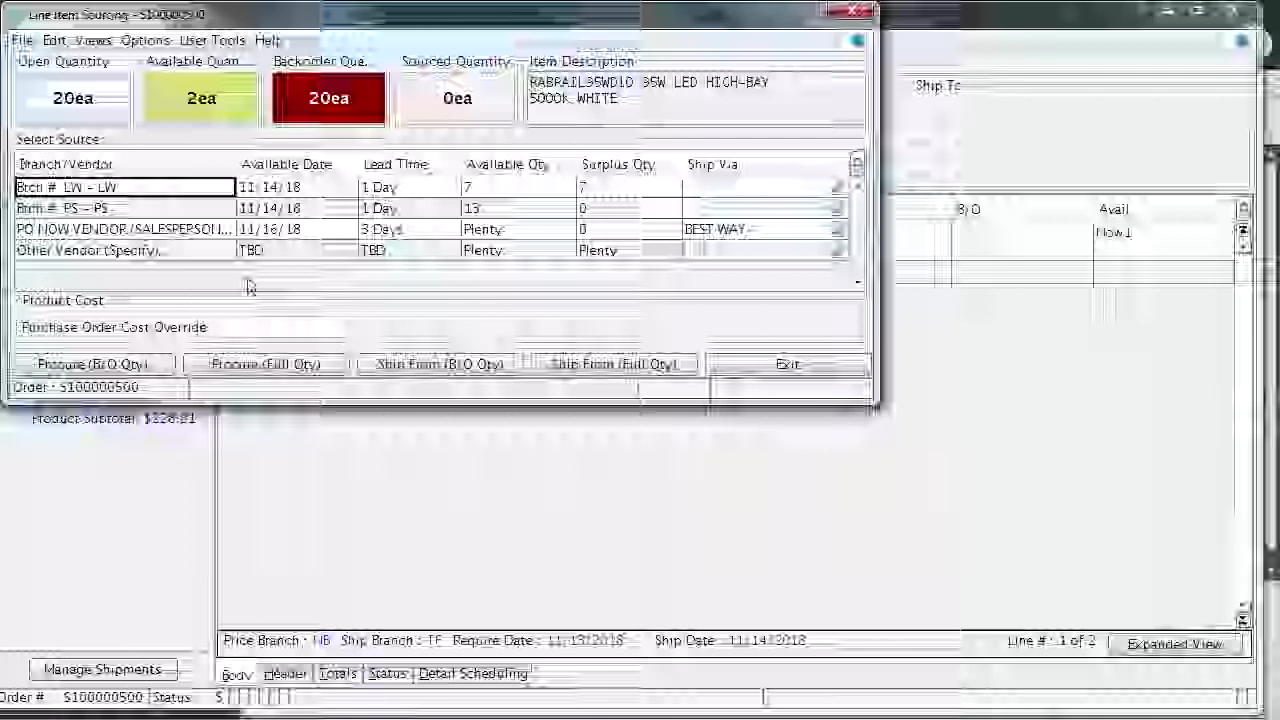 Line Item Sourcing - S100000500
File Edit Views Options User Tools Help
Open Quantity Available Quan... Backorder Qua... Sourced Quantity Item Description
20ea 2ea 20ea 0ea
RABRAIL95WD10 95W LED HIGH-BAY
5000K WHITE
Ship To
Select Source
Branch/Vendor Available Date Lead Time Available Qty Surplus Qty Ship Via
Brch # LW - LW 11/14/18 1 Day 7 7
Brch # PS - PS 11/14/18 1 Day 13 0
PO NOW VENDOR (SALESPERSON... 11/16/18 3 Days Plenty 0 BEST WAY
Other Vendor (Specify)... TBD TBD Plenty Plenty
B/O Avail
Now 1
Product Cost
Purchase Order Cost Override
Procure (B/O Qty) Procure (Full Qty) Ship From (B/O Qty) Ship From (Full Qty) Exit
Order - S100000500
Product Subtotal
Price Branch : Ship Branch : Require Date : 11/13/2018 Ship Date 11/14/2018 Line # : 1 of 2 Expanded View
Manage Shipments
Body Header Totals Status Detail Scheduling
Order # S100000500 Status